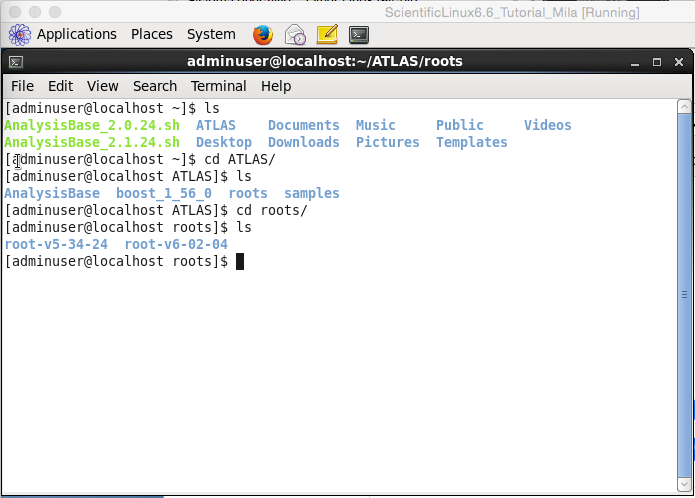 ScientificLinux6.6_Tutorial_Mila [Running]
Applications Places System
adminuser@localhost:~/ATLAS/roots
File Edit View Search Terminal Help
[adminuser@localhost ~]$ ls
AnalysisBase_2.0.24.sh ATLAS Documents Music Public Videos
AnalysisBase_2.1.24.sh Desktop Downloads Pictures Templates
[adminuser@localhost ~]$ cd ATLAS/
[adminuser@localhost ATLAS]$ ls
AnalysisBase boost_1_56_0 roots samples
[adminuser@localhost ATLAS]$ cd roots/
[adminuser@localhost roots]$ ls
root-v5-34-24 root-v6-02-04
[adminuser@localhost roots]$